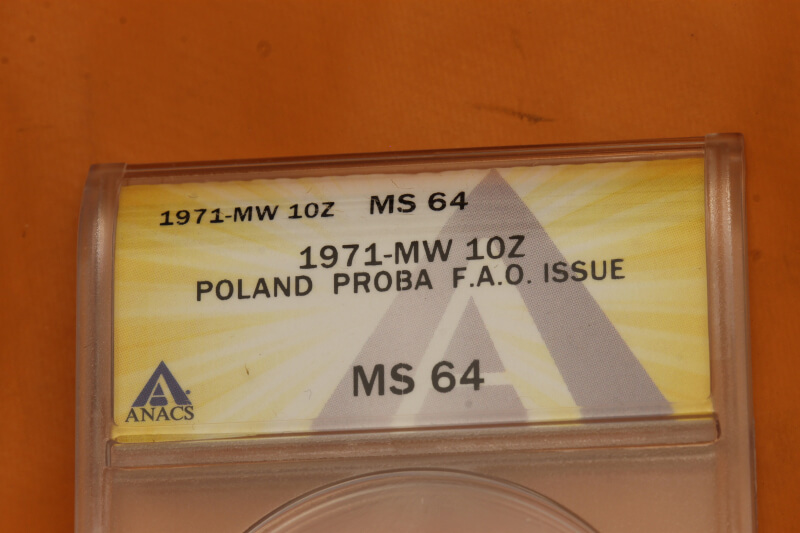 1971-MW 10Z MS 64
1971-MW 10Z
POLAND PROBA F.A.O. ISSUE
MS 64
ANACS